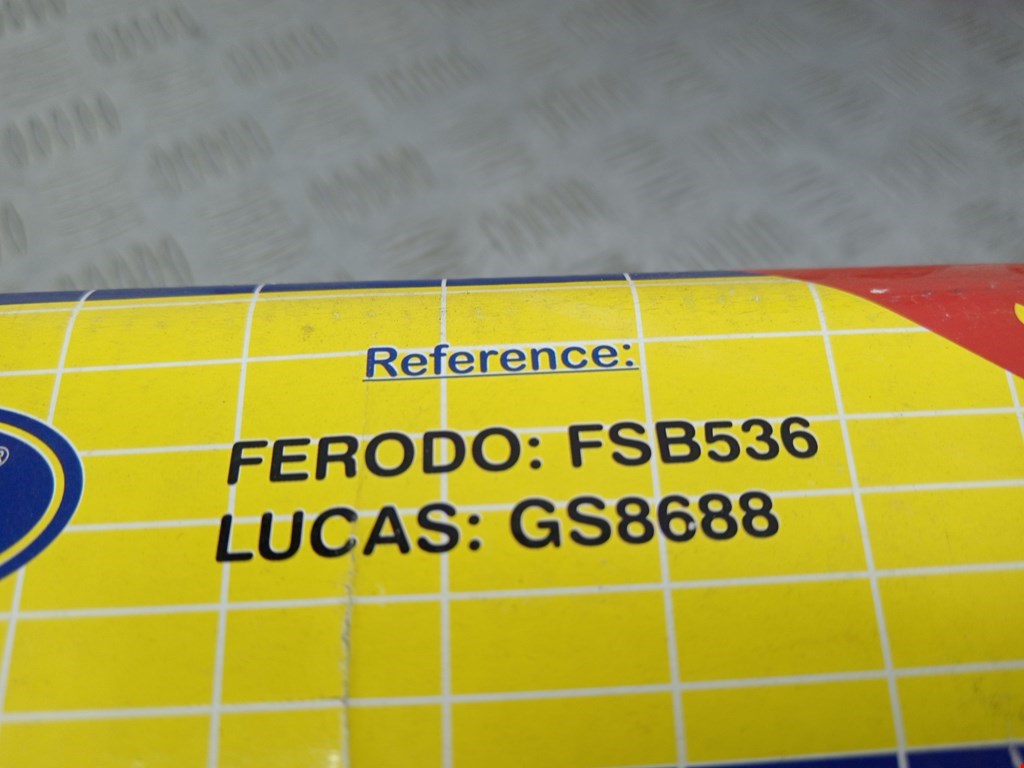 Reference:
FERODO: FSB536
LUCAS: GS8688
®